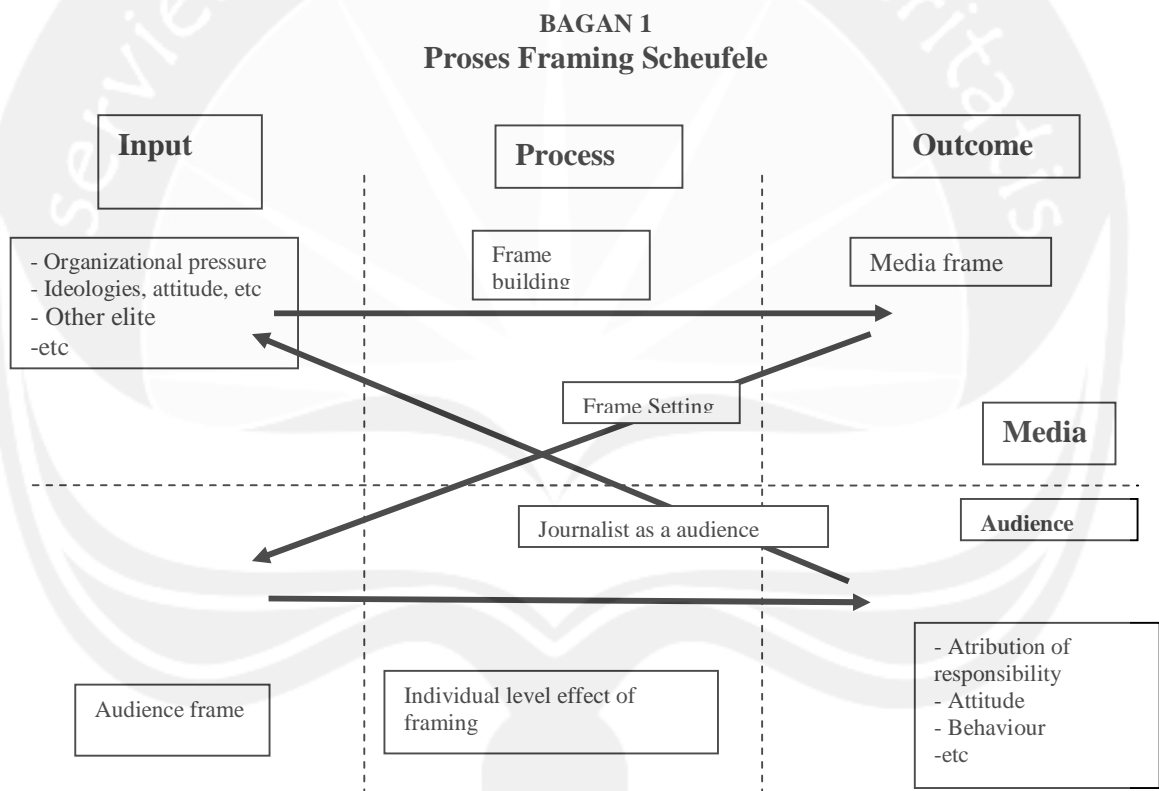 serviens
veritatis
BAGAN 1
Proses Framing Scheufele
Input
Process
Outcome
- Organizational pressure
- Ideologies, attitude, etc
- Other elite
-etc
Frame
building
Media frame
Frame Setting
Media
Journalist as a audience
Audience
Audience frame
Individual level effect of
framing
- Atribution of
responsibility
- Attitude
- Behaviour
-etc